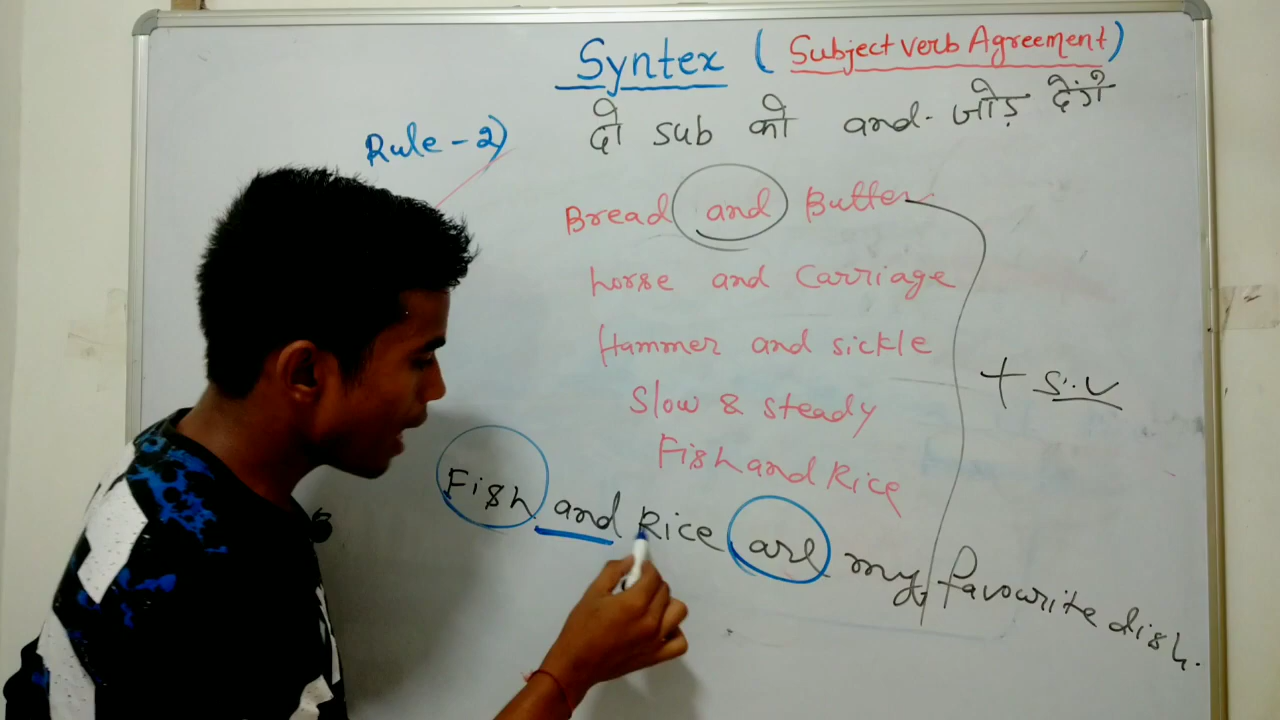 Syntex (Subject verb Agreement)
Rule-2)
दो sub को and- जोड़ देंगे
Bread and Butter
horse and Carriage
Hammer and sickle
+ S.V
Slow & steady
Fish and Rice
Fish and Rice are my favourite dish.